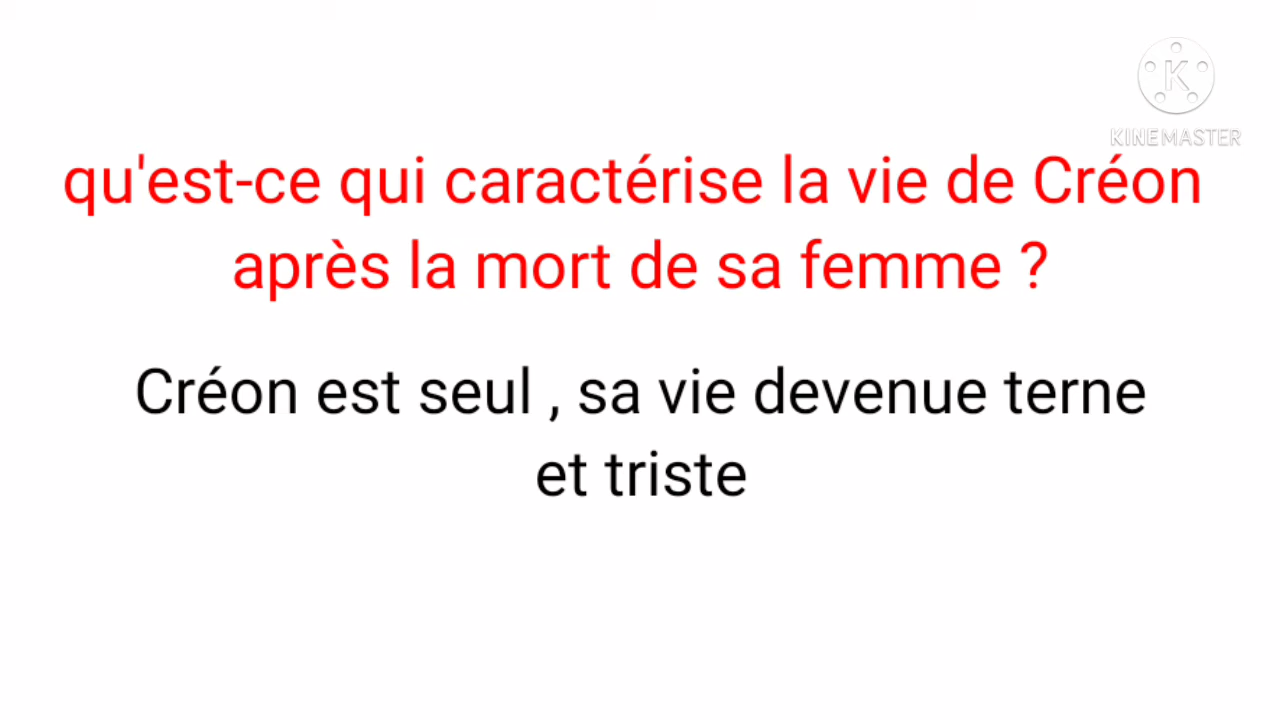 KINEMASTER
qu'est-ce qui caractérise la vie de Créon
après la mort de sa femme ?
Créon est seul , sa vie devenue terne
et triste